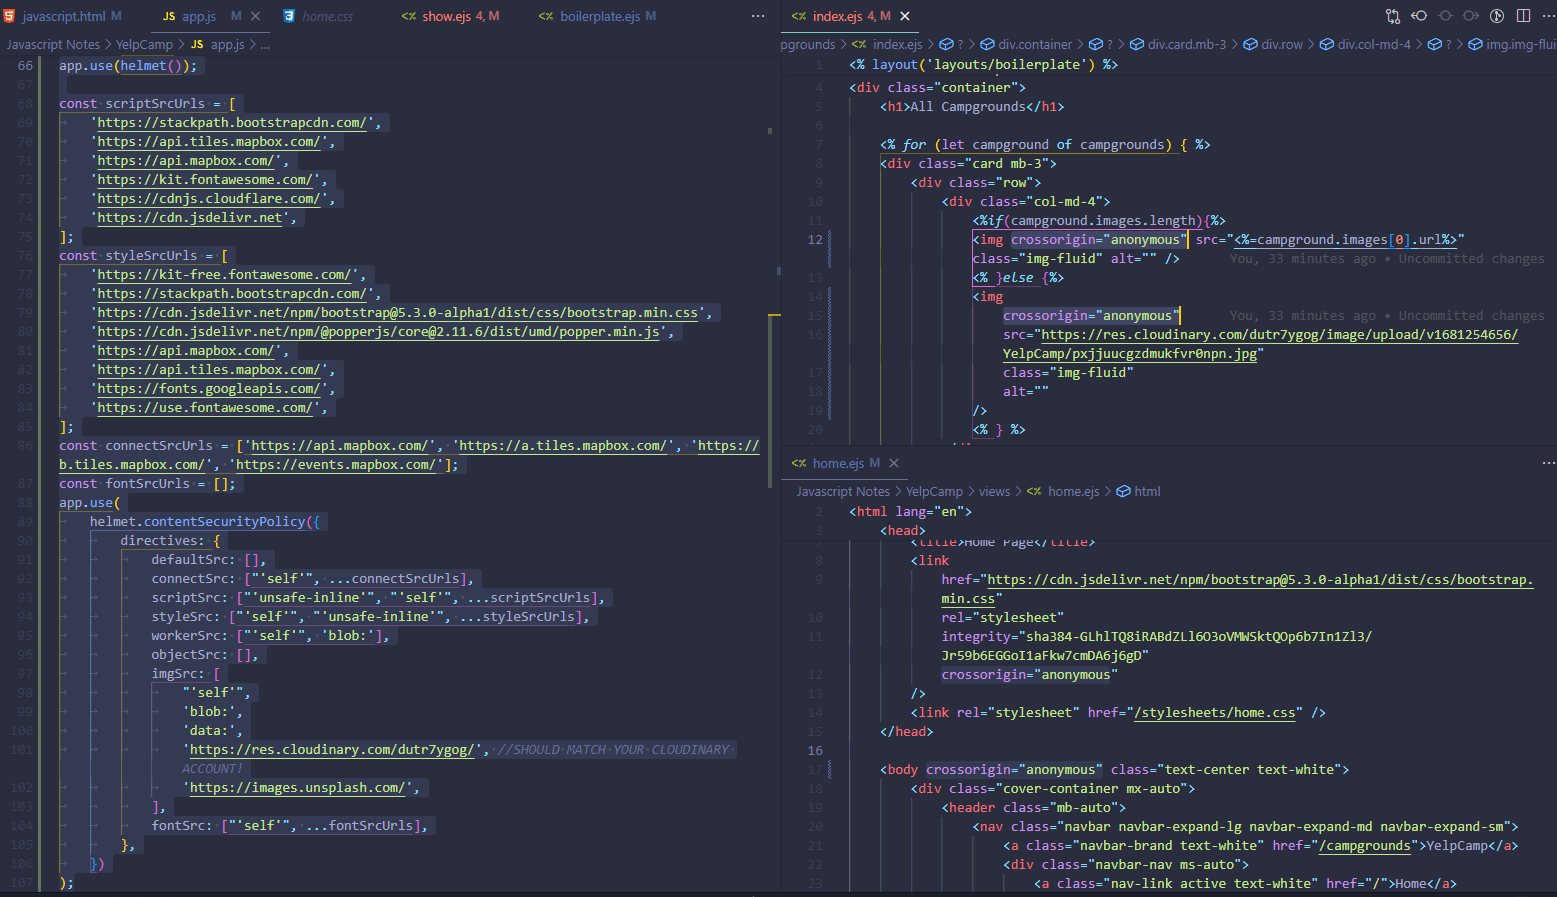 javascript.html M
JS app.js M
home.css
<% show.ejs 4, M
<% boilerplate.ejs M
Javascript Notes > YelpCamp > JS app.js > ...
66 app.use(helmet());
67
68 const scriptSrcUrls = [
69 'https://stackpath.bootstrapcdn.com/',
70 'https://api.tiles.mapbox.com/',
71 'https://api.mapbox.com/',
72 'https://kit.fontawesome.com/',
73 'https://cdnjs.cloudflare.com/',
74 'https://cdn.jsdelivr.net',
75 ];
76 const styleSrcUrls = [
77 'https://kit-free.fontawesome.com/',
78 'https://stackpath.bootstrapcdn.com/',
79 'https://cdn.jsdelivr.net/npm/bootstrap@5.3.0-alpha1/dist/css/bootstrap.min.css',
80 'https://cdn.jsdelivr.net/npm/@popperjs/core@2.11.6/dist/umd/popper.min.js',
81 'https://api.mapbox.com/',
82 'https://api.tiles.mapbox.com/',
83 'https://fonts.googleapis.com/',
84 'https://use.fontawesome.com/',
85 ];
86 const connectSrcUrls = ['https://api.mapbox.com/', 'https://a.tiles.mapbox.com/', 'https://
b.tiles.mapbox.com/', 'https://events.mapbox.com/'];
87 const fontSrcUrls = [];
88 app.use(
89 helmet.contentSecurityPolicy({
90 directives: {
91 defaultSrc: [],
92 connectSrc: ["'self'", ...connectSrcUrls],
93 scriptSrc: ["'unsafe-inline'", "'self'", ...scriptSrcUrls],
94 styleSrc: ["'self'", "'unsafe-inline'", ...styleSrcUrls],
95 workerSrc: ["'self'", 'blob:'],
96 objectSrc: [],
97 imgSrc: [
98 "'self'",
99 'blob:',
100 'data:',
101 'https://res.cloudinary.com/dutr7ygog/', //SHOULD MATCH YOUR CLOUDINARY
ACCOUNT!
102 'https://images.unsplash.com/',
103 ],
104 fontSrc: ["'self'", ...fontSrcUrls],
105 },
106 })
107 );
<% index.ejs 4, M
pgrounds > <% index.ejs > ? > div.container > ? > div.card.mb-3 > div.row > div.col-md-4 > ? > img.img-flui
1 <% layout('layouts/boilerplate') %>
4 <div class="container">
5 <h1>All Campgrounds</h1>
6
7 <% for (let campground of campgrounds) { %>
8 <div class="card mb-3">
9 <div class="row">
10 <div class="col-md-4">
11 <%if(campground.images.length){%>
12 <img crossorigin="anonymous" src="<%=campground.images[0].url%>"
class="img-fluid" alt="" /> You, 33 minutes ago • Uncommitted changes
13 <% }else {%>
14 <img
15 crossorigin="anonymous" You, 33 minutes ago • Uncommitted changes
16 src="https://res.cloudinary.com/dutr7ygog/image/upload/v1681254656/
YelpCamp/pxjjuucgzdmukfvr0npn.jpg"
17 class="img-fluid"
18 alt=""
19 />
20 <% } %>
<% home.ejs M
Javascript Notes > YelpCamp > views > <% home.ejs > html
2 <html lang="en">
3 <head>
7 <title>Home Page</title>
8 <link
9 href="https://cdn.jsdelivr.net/npm/bootstrap@5.3.0-alpha1/dist/css/bootstrap.
min.css"
10 rel="stylesheet"
11 integrity="sha384-GLhlTQ8iRABdZLl6O3oVMWSktQOp6b7In1Zl3/
Jr59b6EGGoI1aFkw7cmDA6j6gD"
12 crossorigin="anonymous"
13 />
14 <link rel="stylesheet" href="/stylesheets/home.css" />
15 </head>
16
17 <body crossorigin="anonymous" class="text-center text-white">
18 <div class="cover-container mx-auto">
19 <header class="mb-auto">
20 <nav class="navbar navbar-expand-lg navbar-expand-md navbar-expand-sm">
21 <a class="navbar-brand text-white" href="/campgrounds">YelpCamp</a>
22 <div class="navbar-nav ms-auto">
23 <a class="nav-link active text-white" href="/">Home</a>